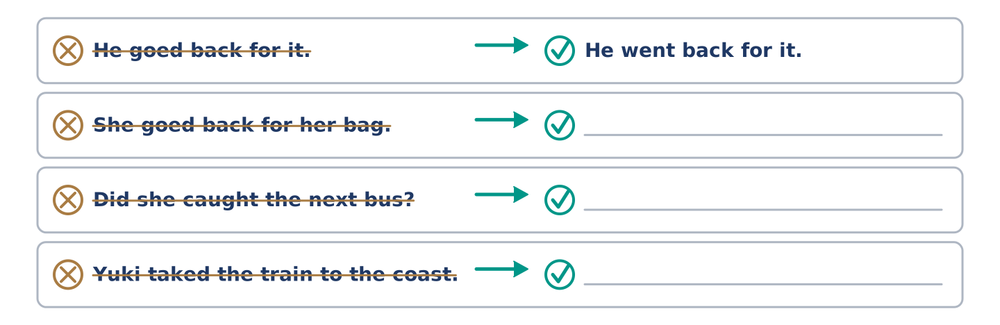 He goed back for it.
He went back for it.
She goed back for her bag.
Did she caught the next bus?
Yuki taked the train to the coast.